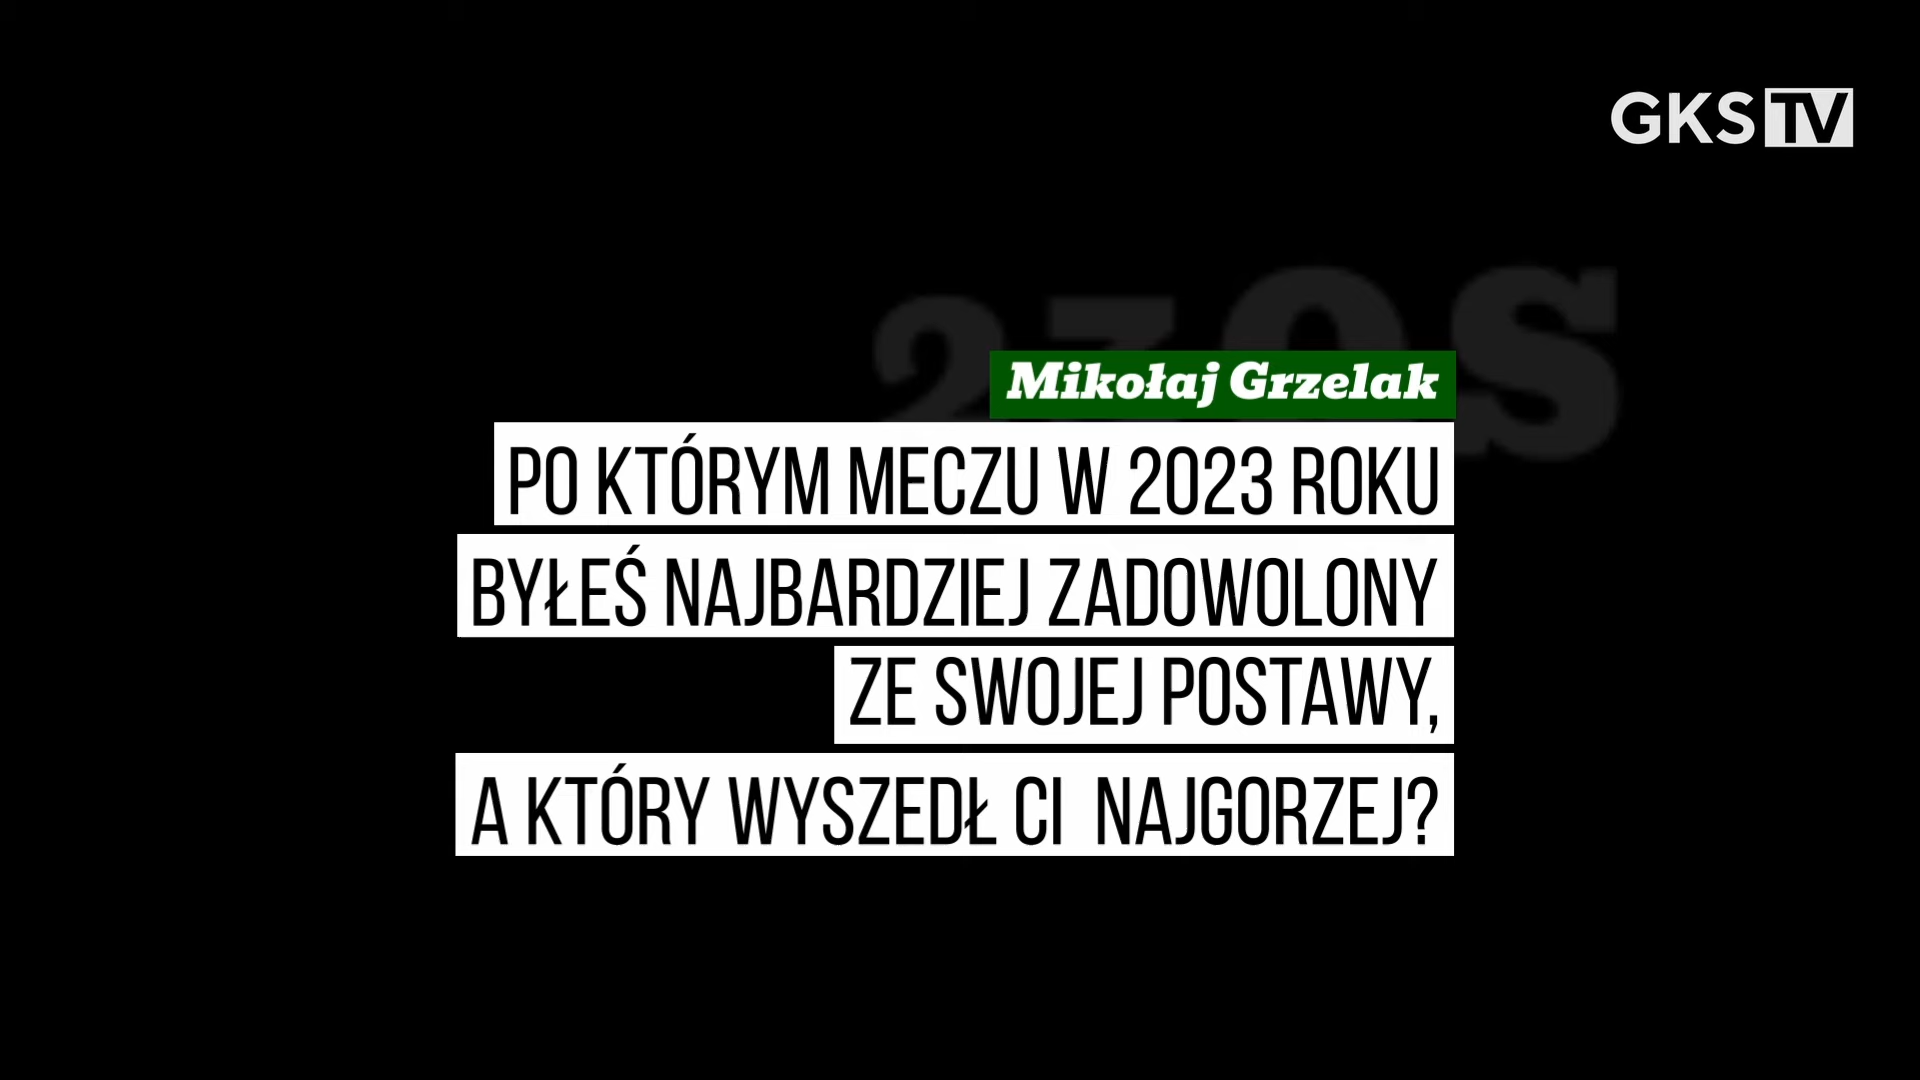 GKS TV
Mikołaj Grzelak
PO KTÓRYM MECZU W 2023 ROKU
BYŁEŚ NAJBARDZIEJ ZADOWOLONY
ZE SWOJEJ POSTAWY,
A KTÓRY WYSZEDŁ CI  NAJGORZEJ?